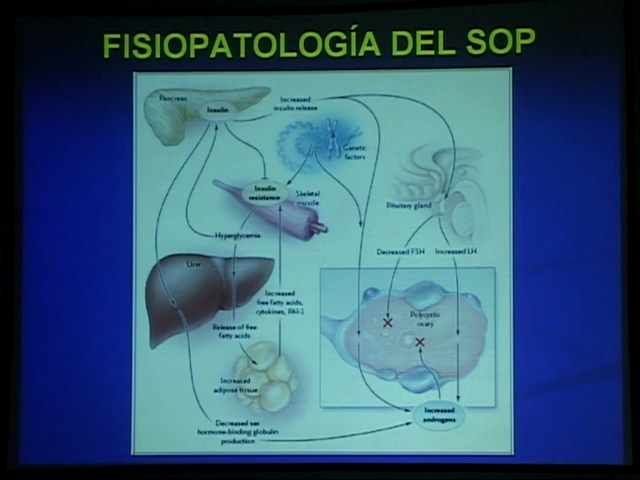 FISIOPATOLOGÍA DEL SOP
Pancreas
Insulin
Increased
insulin release
Genetic
factors
Insulin
resistance
Skeletal
muscle
Pituitary gland
Hyperglycemia
Decreased FSH
Increased LH
Liver
Increased
free fatty acids,
cytokines, PAI-1
Polycystic
ovary
Release of free
fatty acids
Increased
adipose tissue
Increased
androgens
Decreased sex
hormone-binding globulin
production